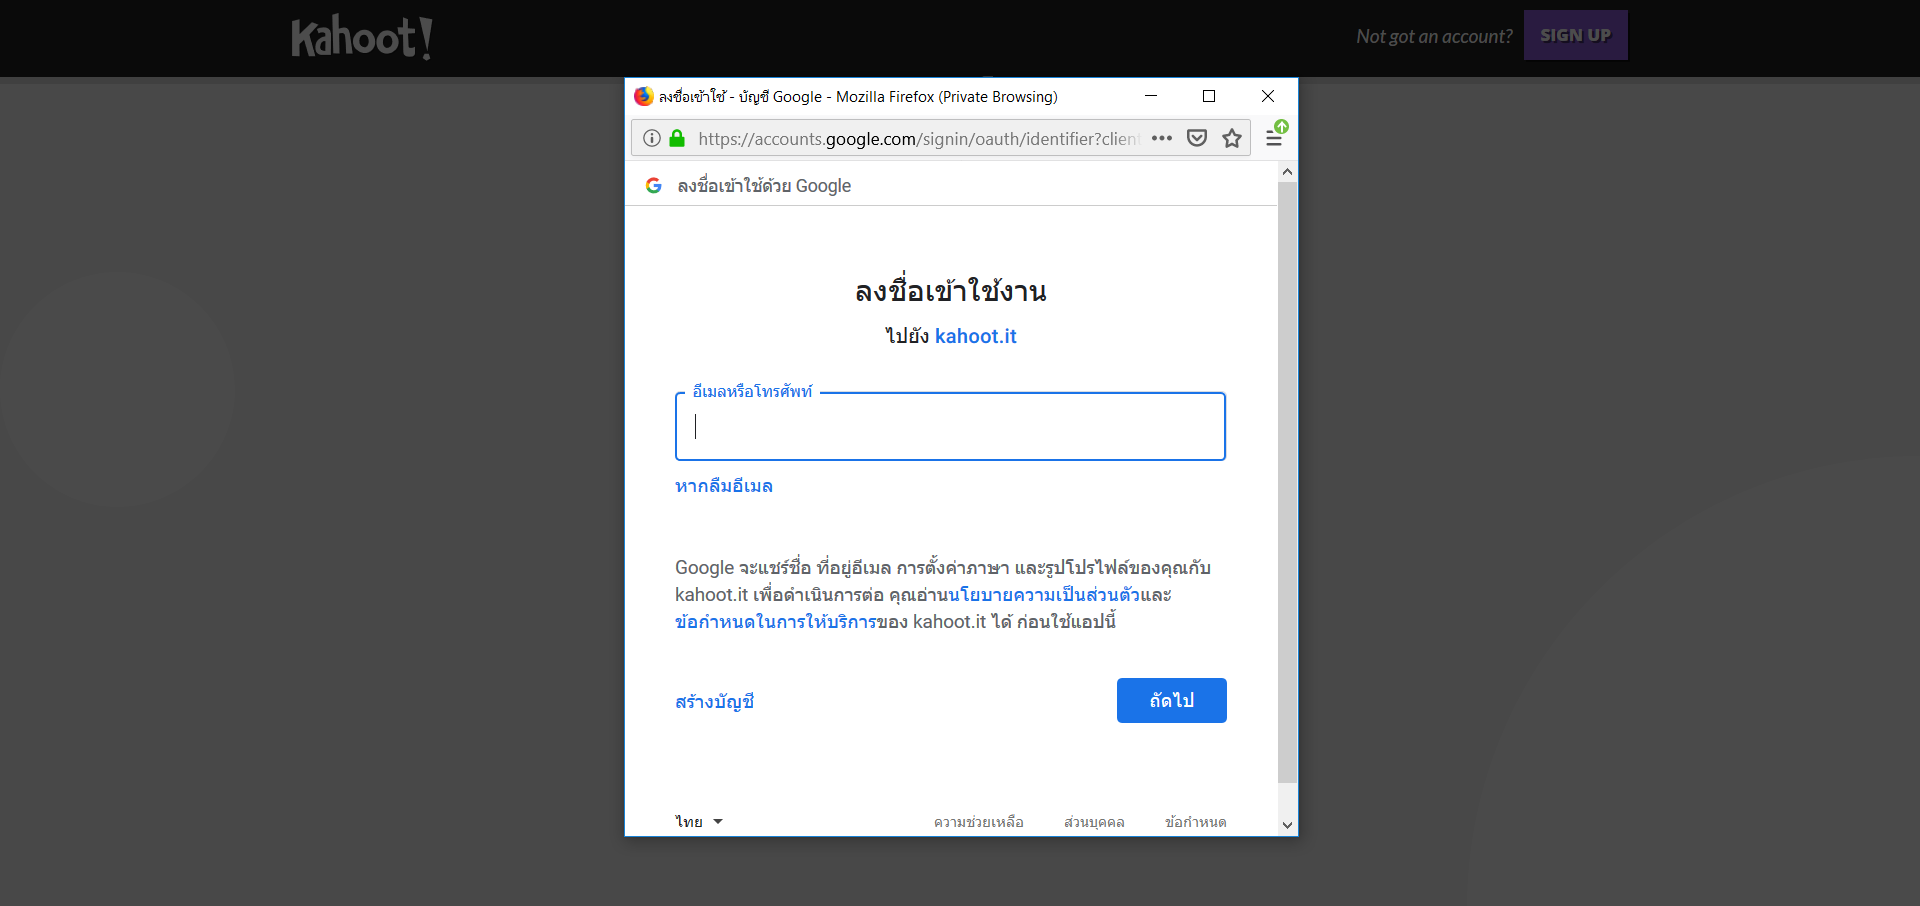 Kahoot!
Not got an account? SIGN UP
ลงชื่อเข้าใช้ - บัญชี Google - Mozilla Firefox (Private Browsing)
https://accounts.google.com/signin/oauth/identifier?client
ลงชื่อเข้าใช้ด้วย Google
ลงชื่อเข้าใช้งาน
ไปยัง kahoot.it
อีเมลหรือโทรศัพท์
หากลืมอีเมล
Google จะแชร์ชื่อ ที่อยู่อีเมล การตั้งค่าภาษา และรูปโปรไฟล์ของคุณกับ
kahoot.it เพื่อดำเนินการต่อ คุณอ่านนโยบายความเป็นส่วนตัวและ
ข้อกำหนดในการให้บริการของ kahoot.it ได้ ก่อนใช้แอปนี้
สร้างบัญชี ถัดไป
ไทย ความช่วยเหลือ ส่วนบุคคล ข้อกำหนด